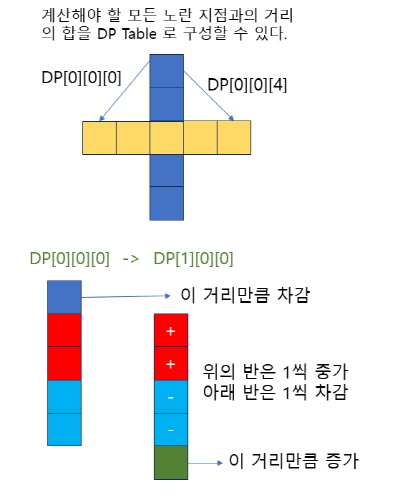 계산해야 할 모든 노란 지점과의 거리
의 합을 DP Table 로 구성할 수 있다.
DP[0][0][0]
DP[0][0][4]
DP[0][0][0] -> DP[1][0][0]
이 거리만큼 차감
+
+
위의 반은 1씩 중가
아래 반은 1씩 차감
-
-
이 거리만큼 증가